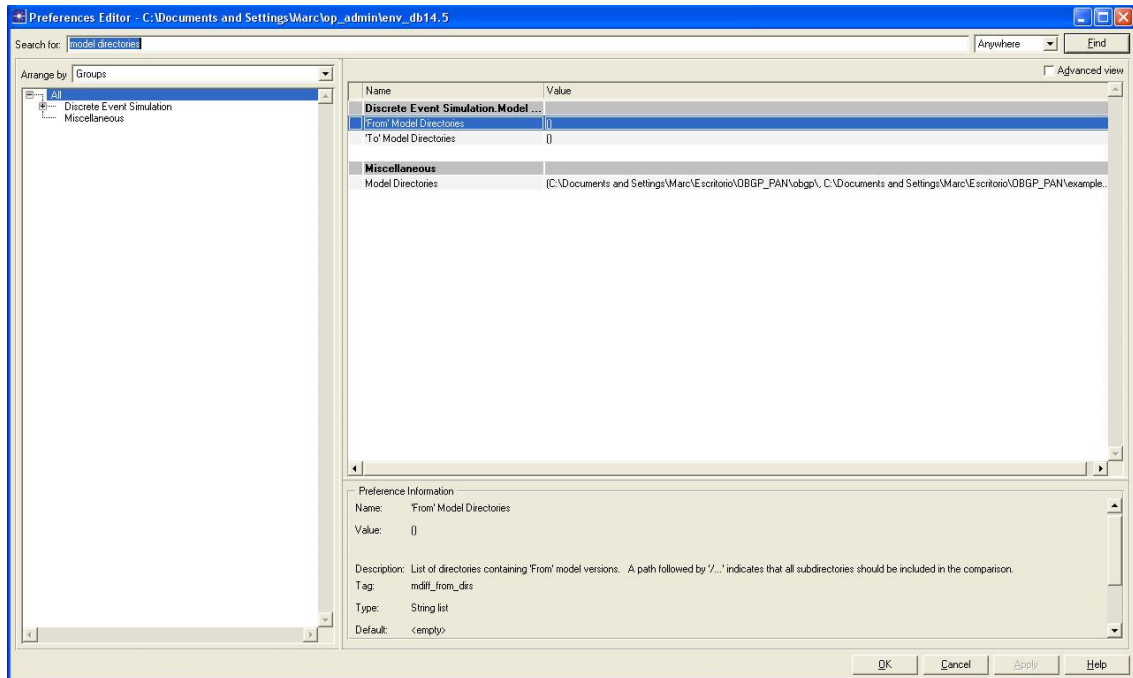 Preferences Editor - C:\Documents and Settings\Marc\op_admin\env_db14.5
Search for: model directories Anywhere Find
Arrange by Groups
Advanced view
All
Discrete Event Simulation
Miscellaneous
Name Value
Discrete Event Simulation.Model ...
'From' Model Directories ()
'To' Model Directories ()
Miscellaneous
Model Directories (C:\Documents and Settings\Marc\Escritorio\OBGP_PAN\obgp\, C:\Documents and Settings\Marc\Escritorio\OBGP_PAN\example...
Preference Information
Name: 'From' Model Directories
Value: ()
Description: List of directories containing 'From' model versions. A path followed by '/...' indicates that all subdirectories should be included in the comparison.
Tag: mdiff_from_dirs
Type: String list
Default: <empty>
OK Cancel Apply Help